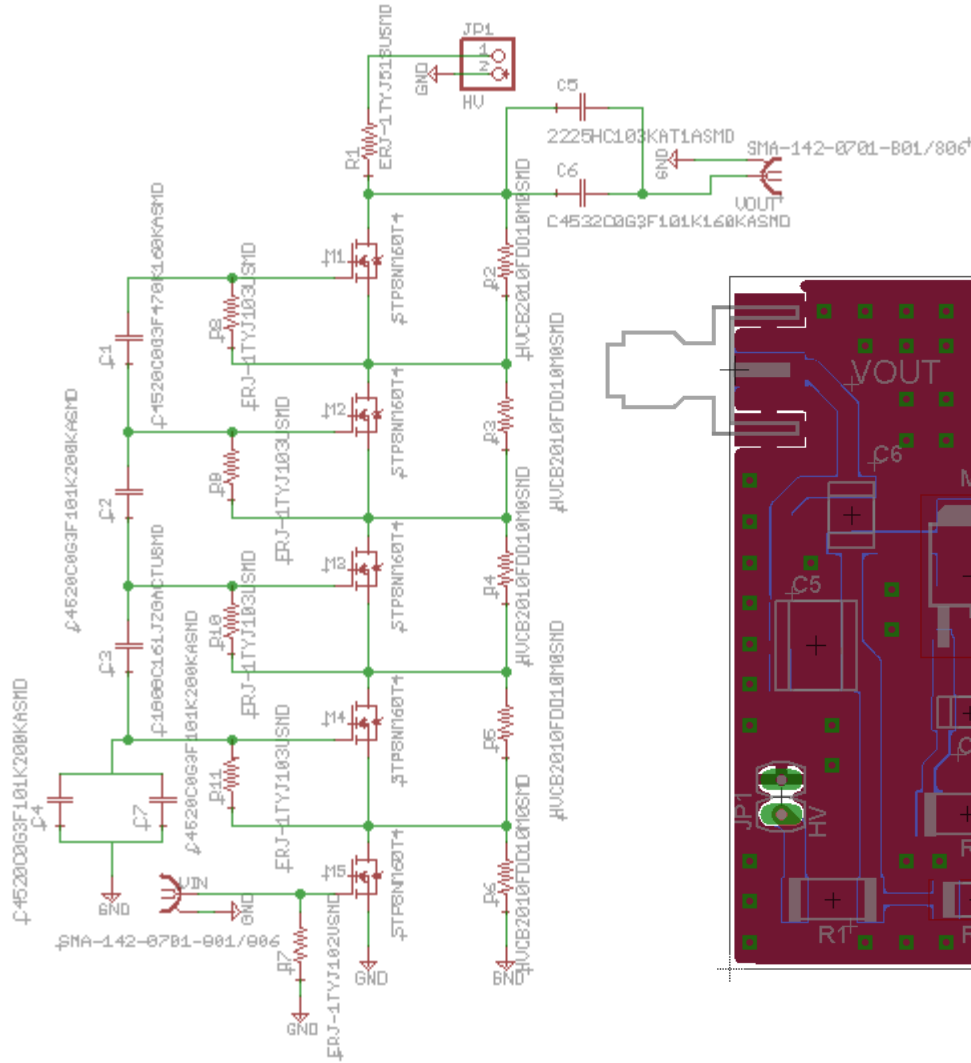 JP1
1
2
GND
HV
ERJ-1TYJ513USMD
R1
C5
2225HC103KAT1ASMD
GND
SMA-142-0701-801/806
C6
VOUT
C4532C0G3F101K160KASMD
M1
STP8NM60T4
R2
HVCB2010FDD10M0SMD
R8
ERJ-1TYJ103USMD
C1
C4520C0G3F470K160KASMD
M2
STP8NM60T4
R3
HVCB2010FDD10M0SMD
R9
ERJ-1TYJ103USMD
C2
C4520C0G3F101K200KASMD
M3
STP8NM60T4
R4
HVCB2010FDD10M0SMD
R10
ERJ-1TYJ103USMD
C3
M4
STP8NM60T4
R5
HVCB2010FDD10M0SMD
R11
ERJ-1TYJ103USMD
C4
C4520C0G3F101K200KASMD
C7
C4520C0G3F101K200KASMD
GND
VIN
GND
SMA-142-0701-801/806
M5
STP8NM60T4
R6
HVCB2010FDD10M0SMD
R7
ERJ-1TYJ102USMD
GND
GND
GND
VOUT
C6
M
C5
C
JP1
HV
R
R1